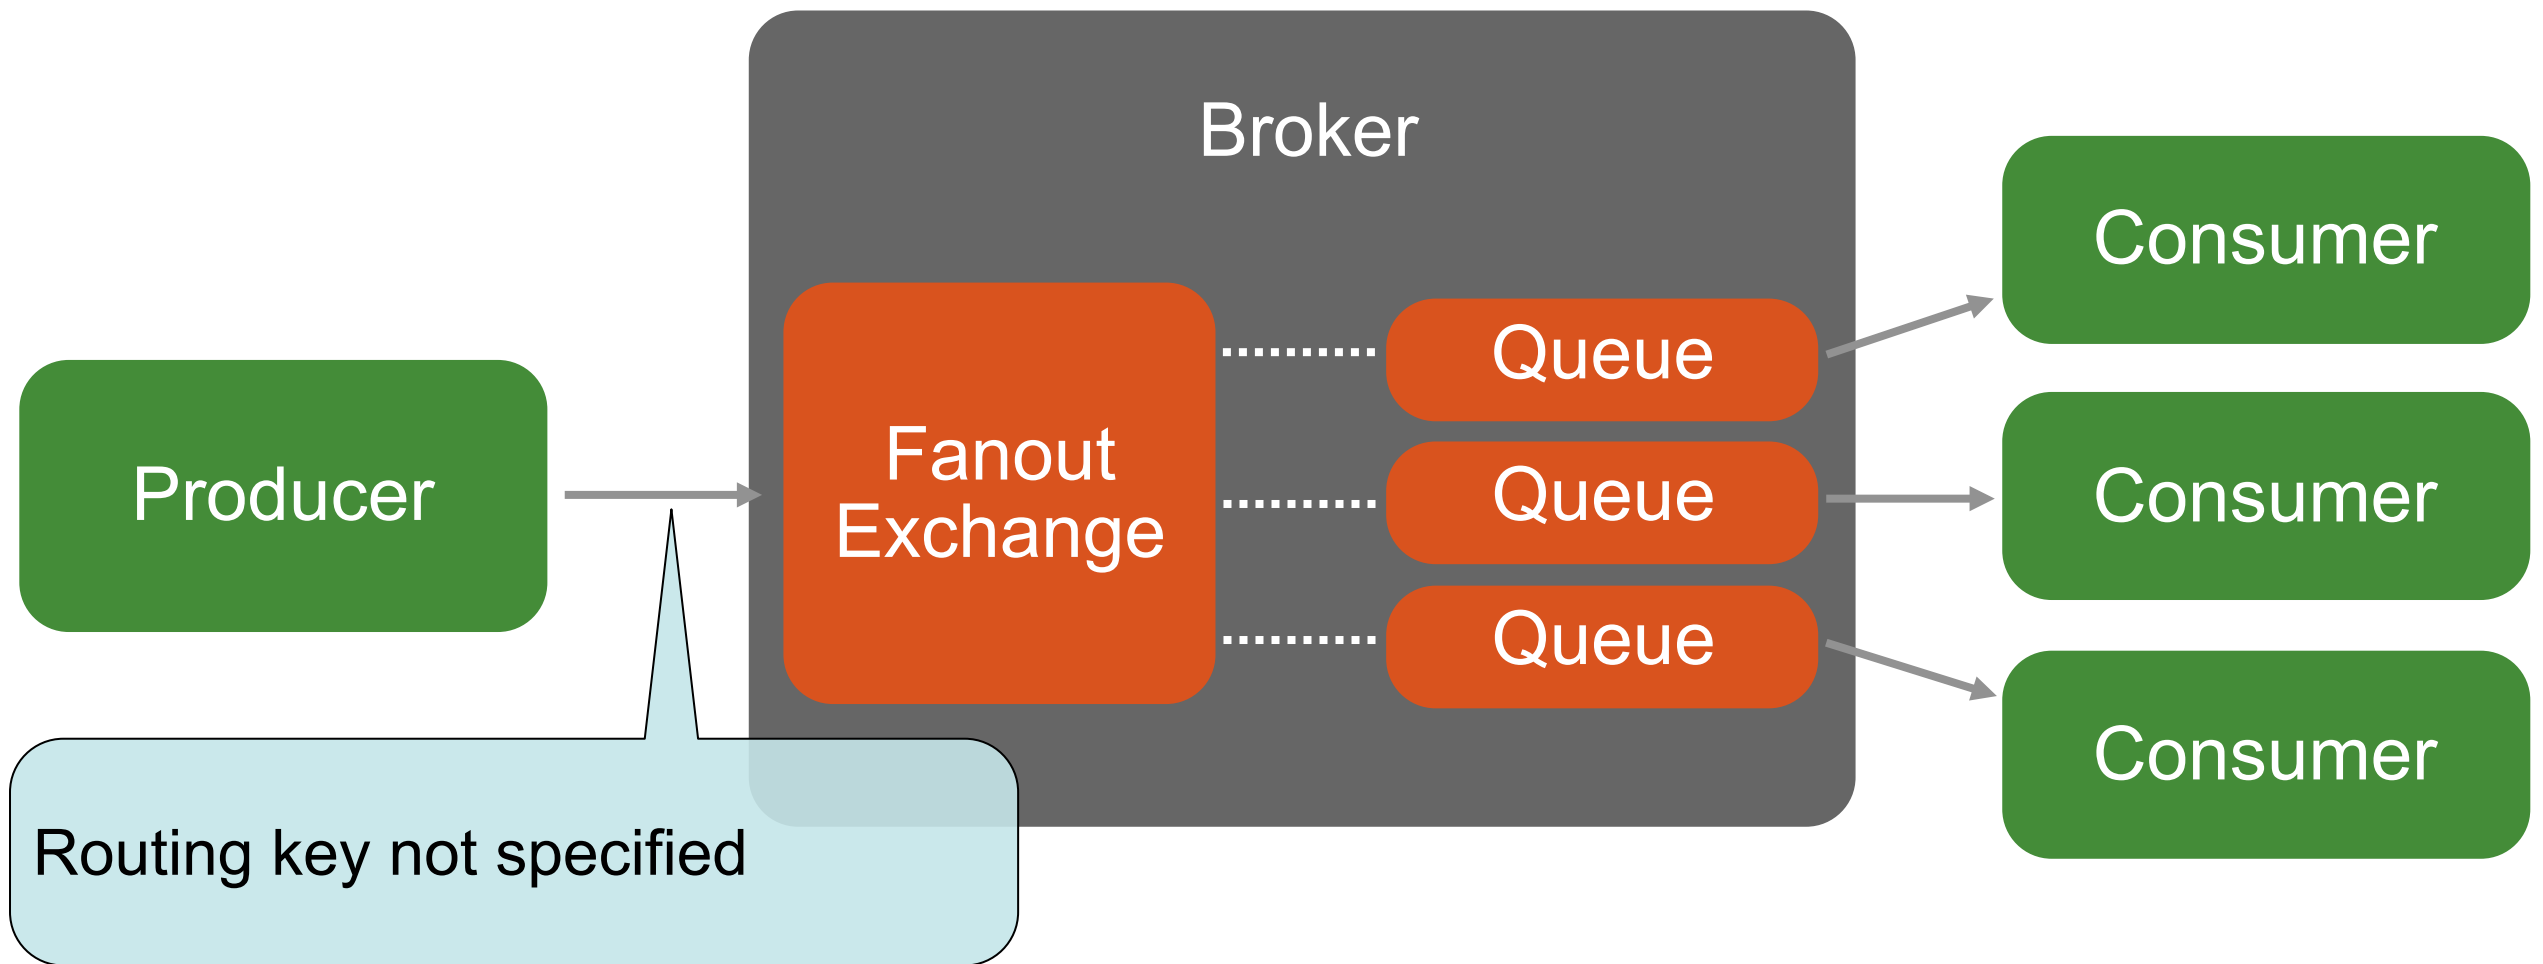 Broker
Producer
Fanout
Exchange
Queue
Queue
Queue
Consumer
Consumer
Consumer
Routing key not specified